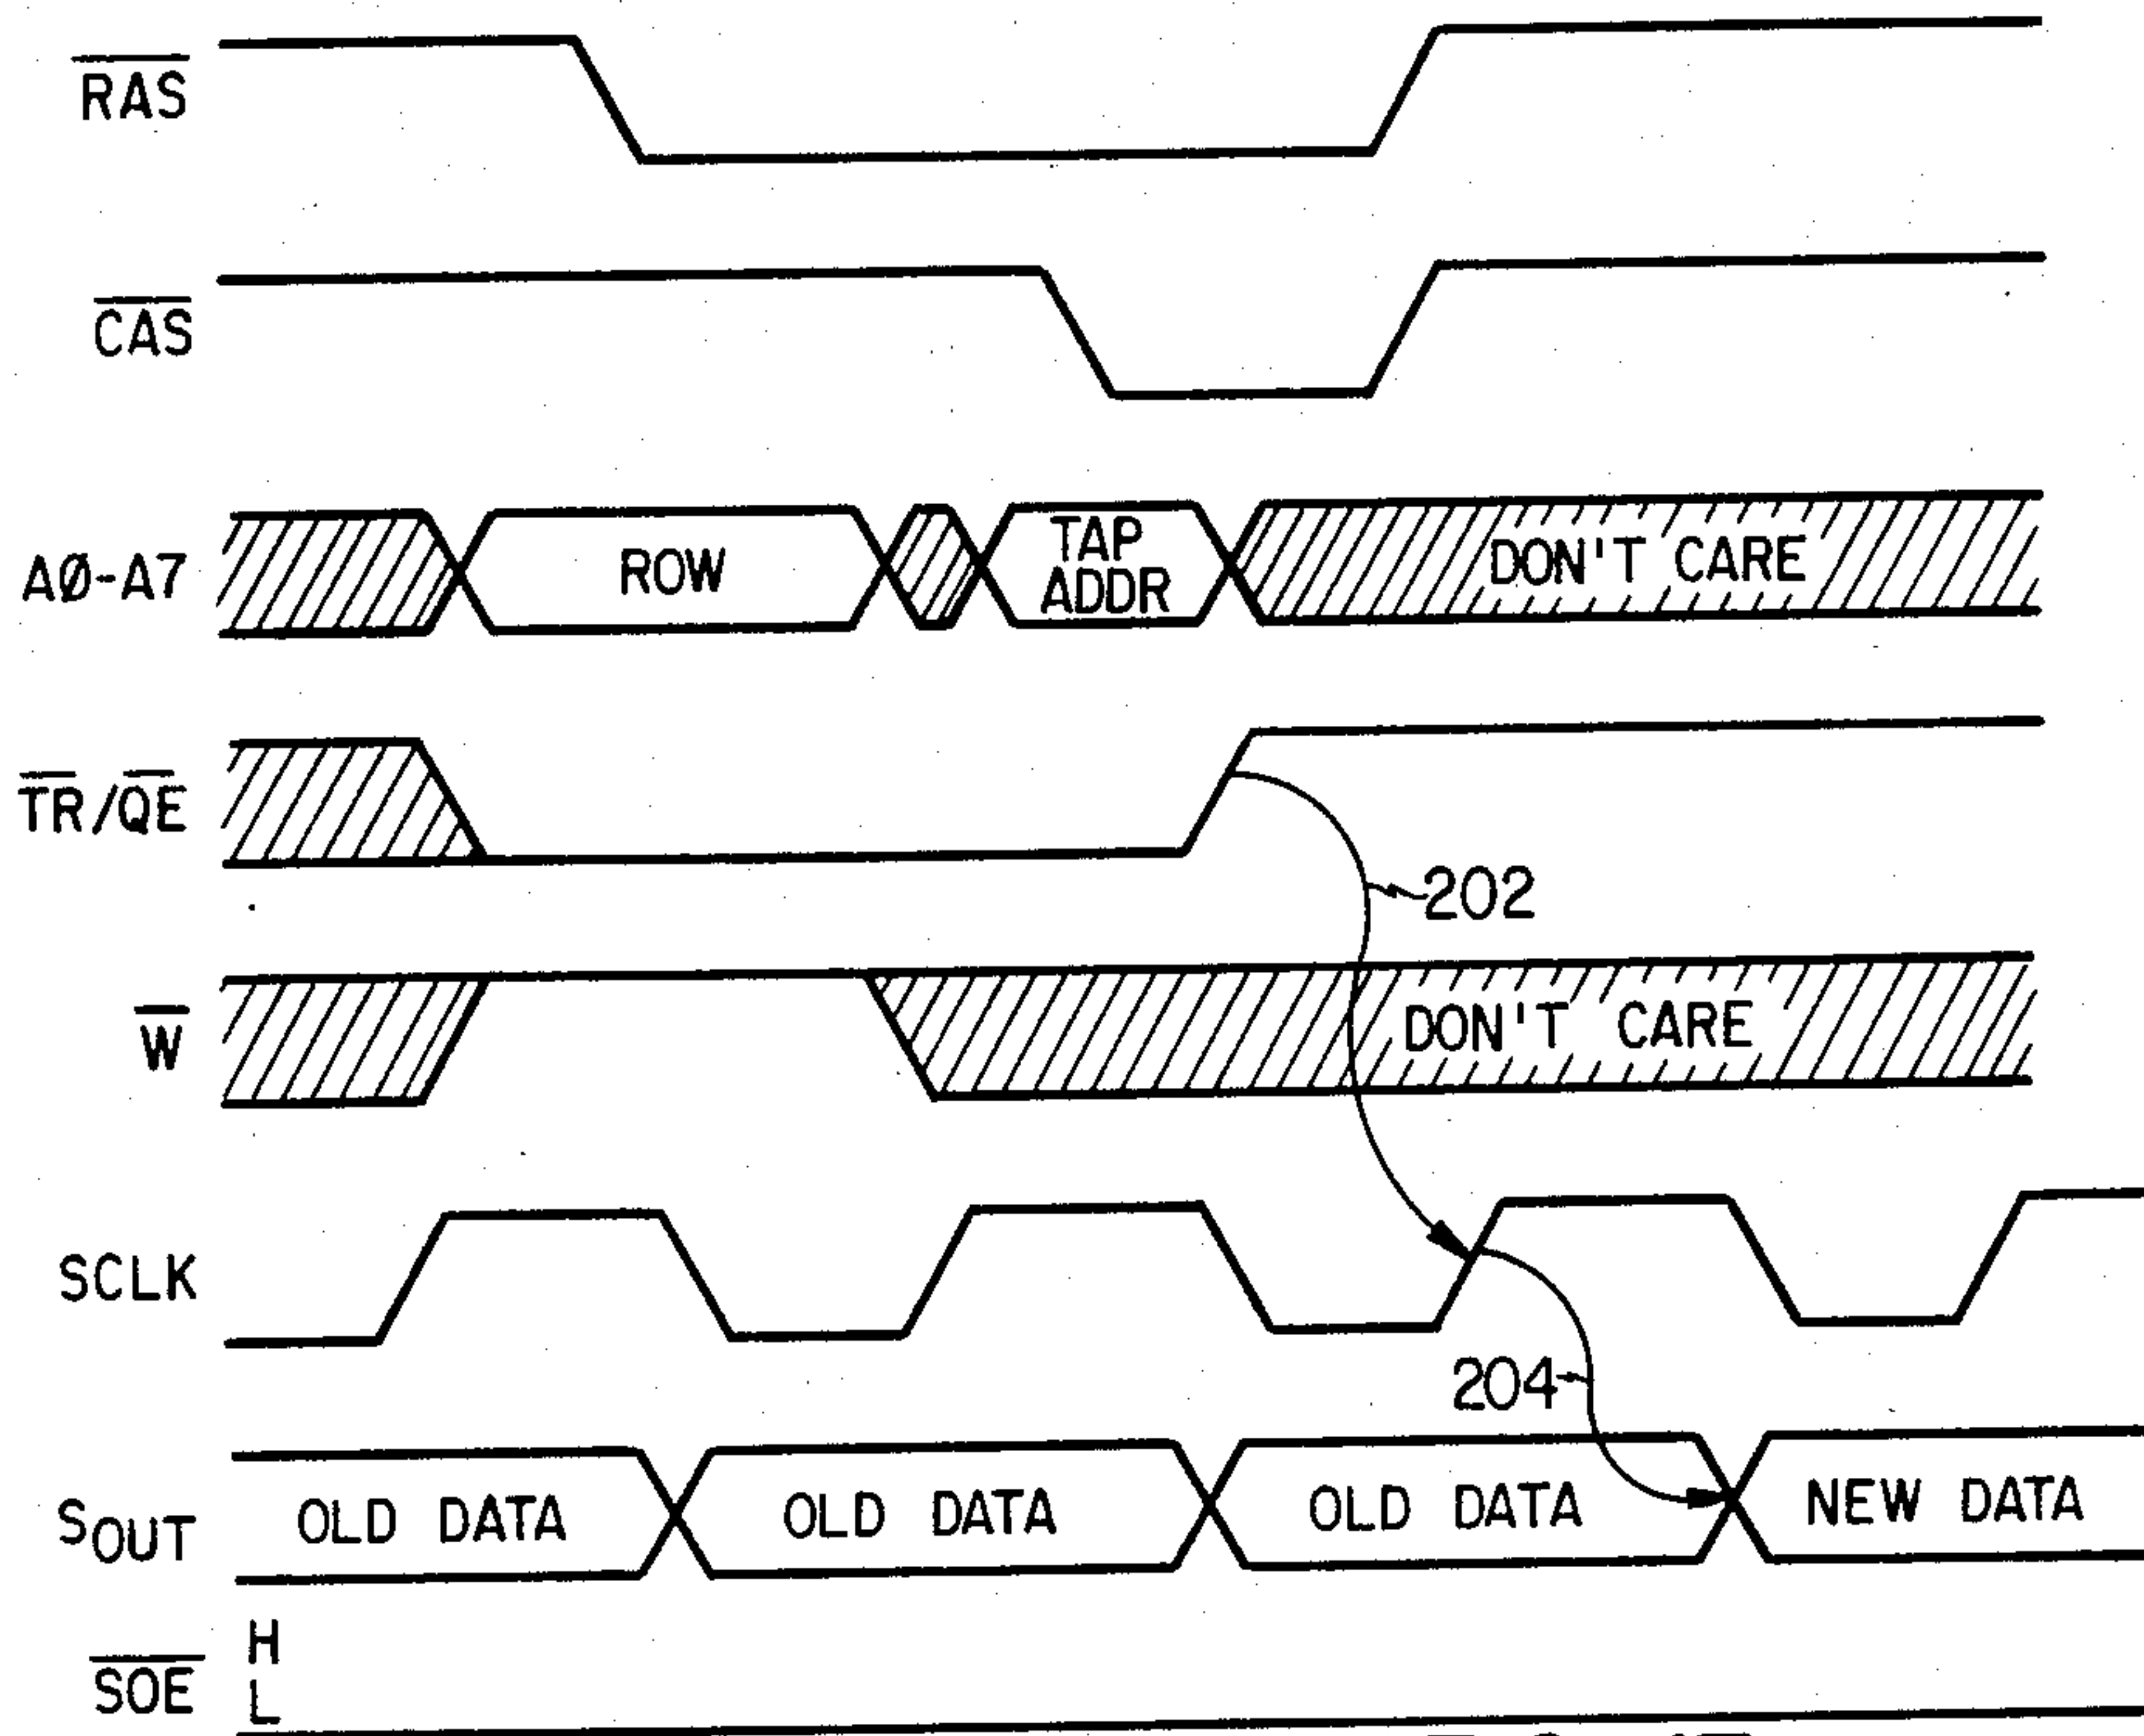 RAS
CAS
AØ-A7
ROW
TAP
ADDR
DON'T CARE
TR/QE
202
W
DON'T CARE
SCLK
204
SOUT
OLD DATA
OLD DATA
OLD DATA
NEW DATA
SOE
H
L